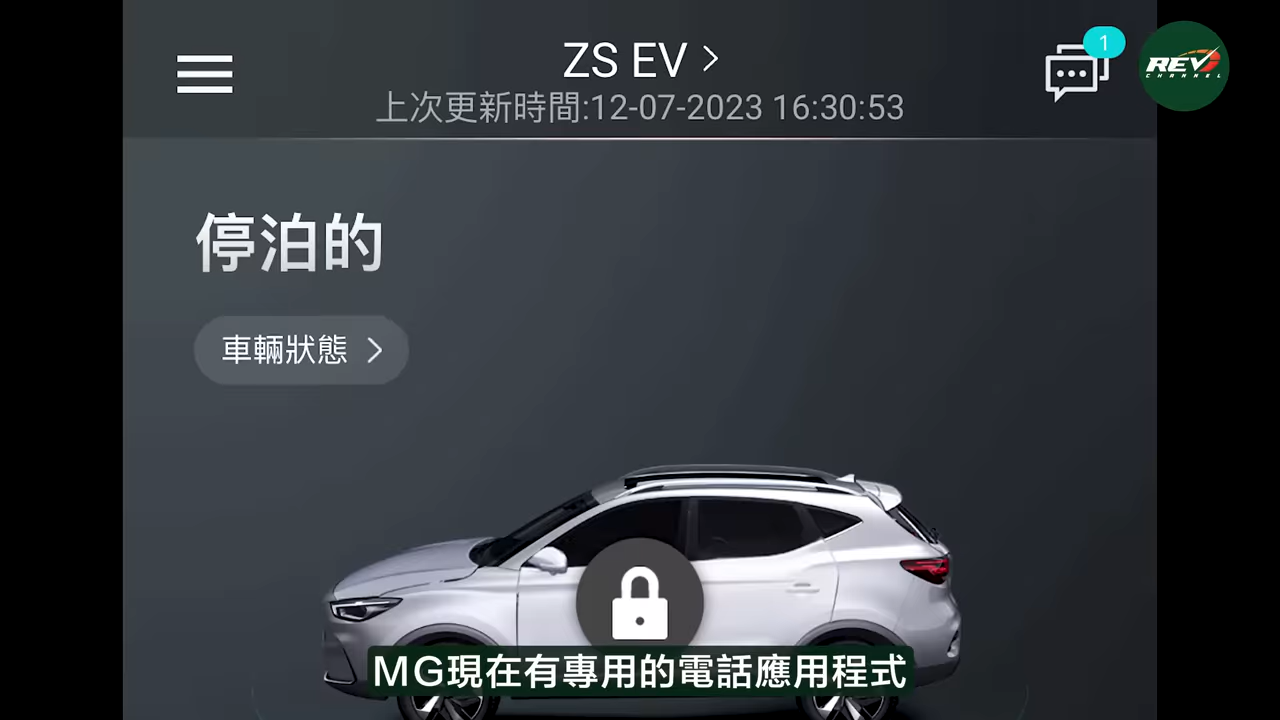 ZS EV
1
REV
CHANNEL
上次更新時間:12-07-2023 16:30:53
停泊的
車輛狀態
MG現在有專用的電話應用程式